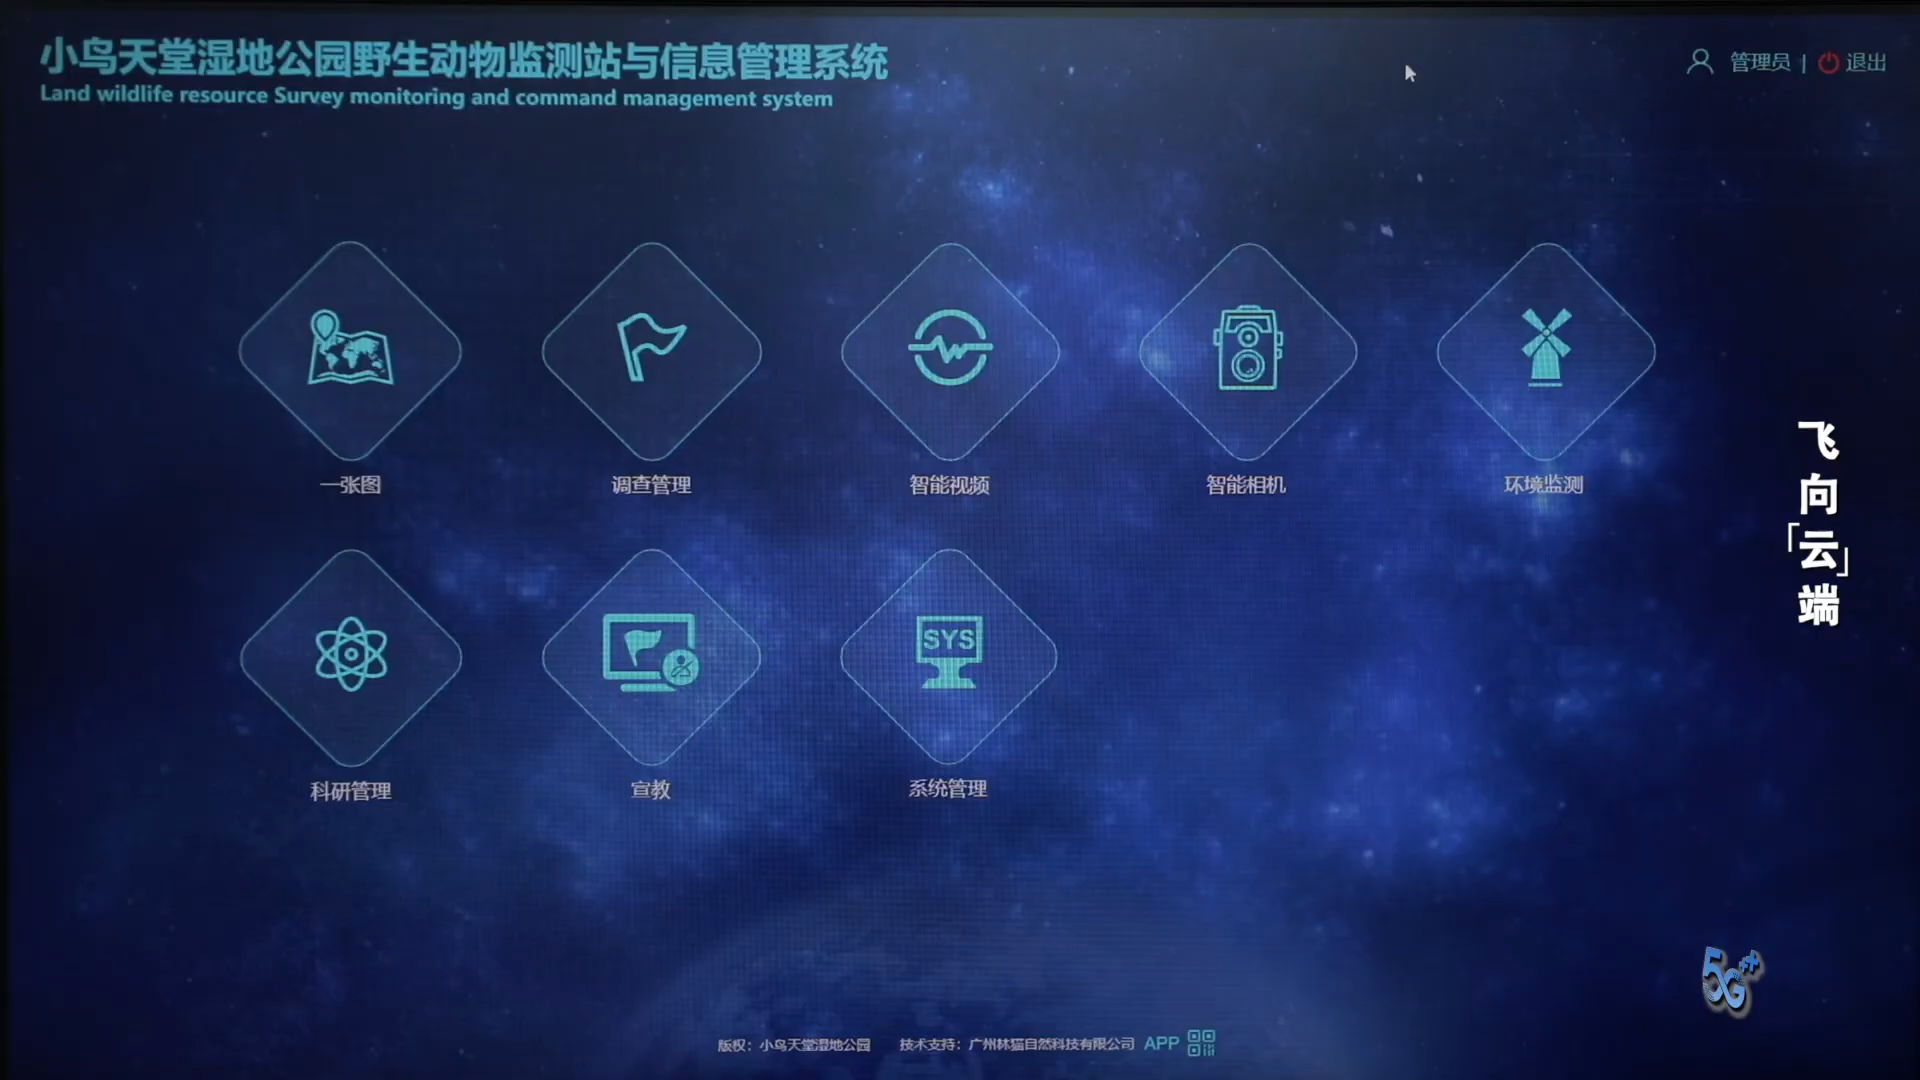 小鸟天堂湿地公园野生动物监测站与信息管理系统
Land wildlife resource Survey monitoring and command management system
管理员 | 退出
一张图
调查管理
智能视频
智能相机
环境监测
飞向「云」端
科研管理
宣教
SYS
系统管理
5G++
版权：小鸟天堂湿地公园 技术支持：广州林猫自然科技有限公司 APP